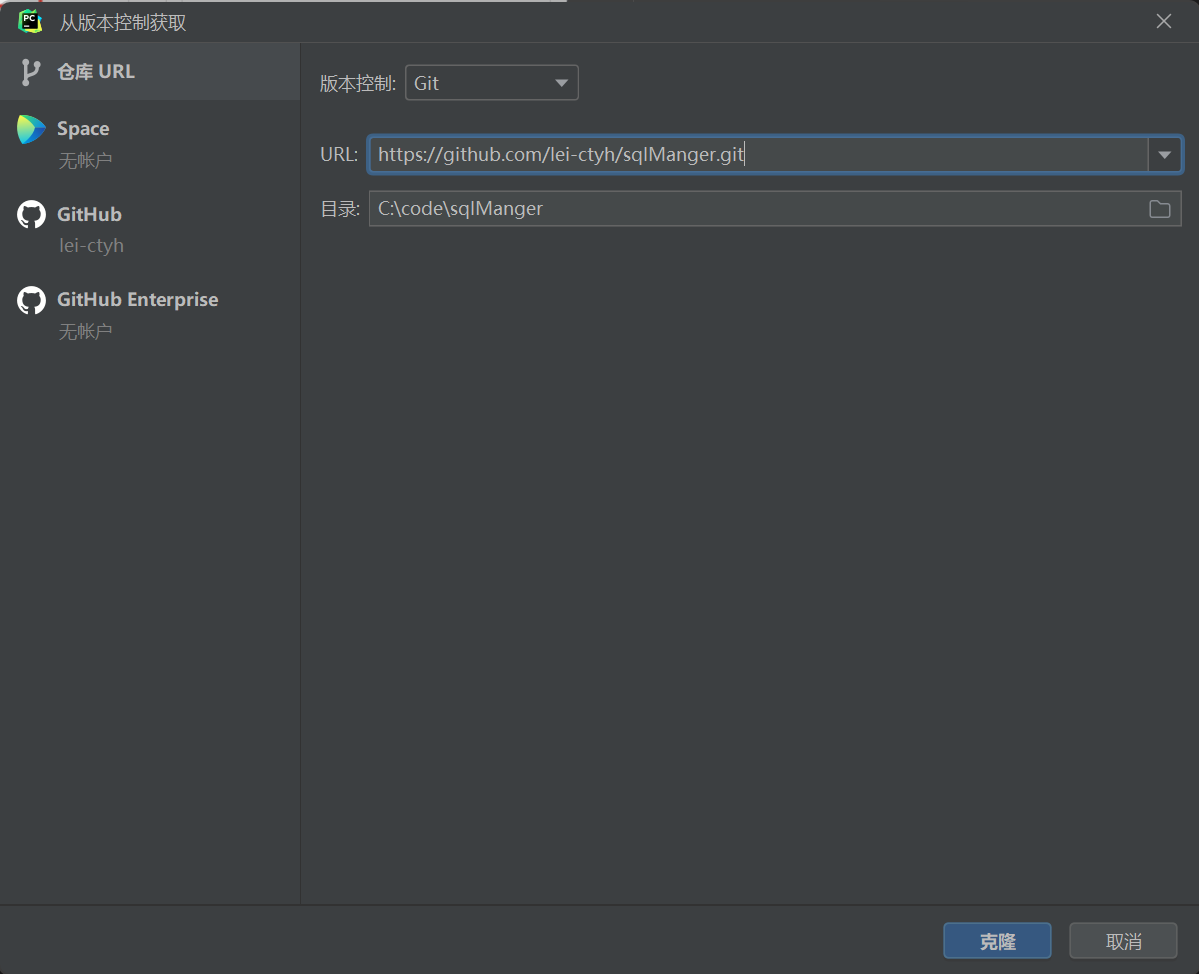 PC
从版本控制获取
仓库 URL
Space
无帐户
GitHub
lei-ctyh
GitHub Enterprise
无帐户
版本控制: Git
URL: https://github.com/lei-ctyh/sqlManger.git
目录: C:\code\sqlManger
克隆 取消